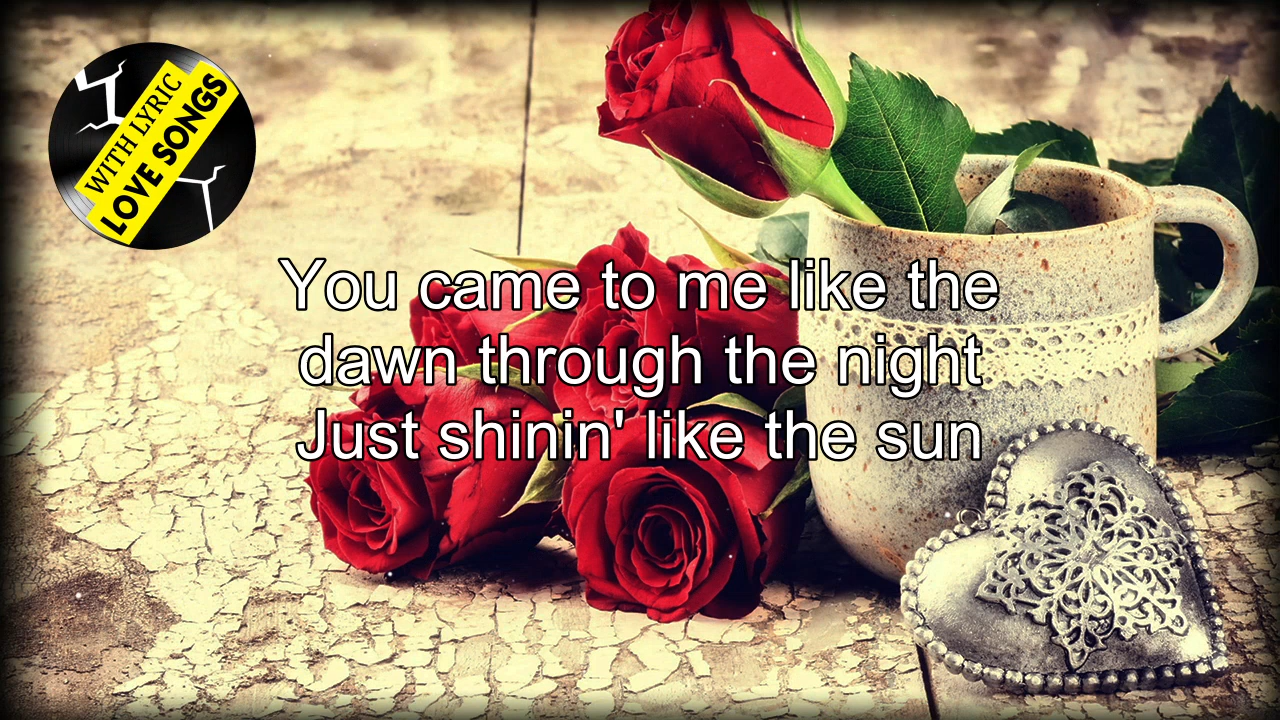 WITH LYRIC
LOVE SONGS
You came to me like the
dawn through the night
Just shinin' like the sun